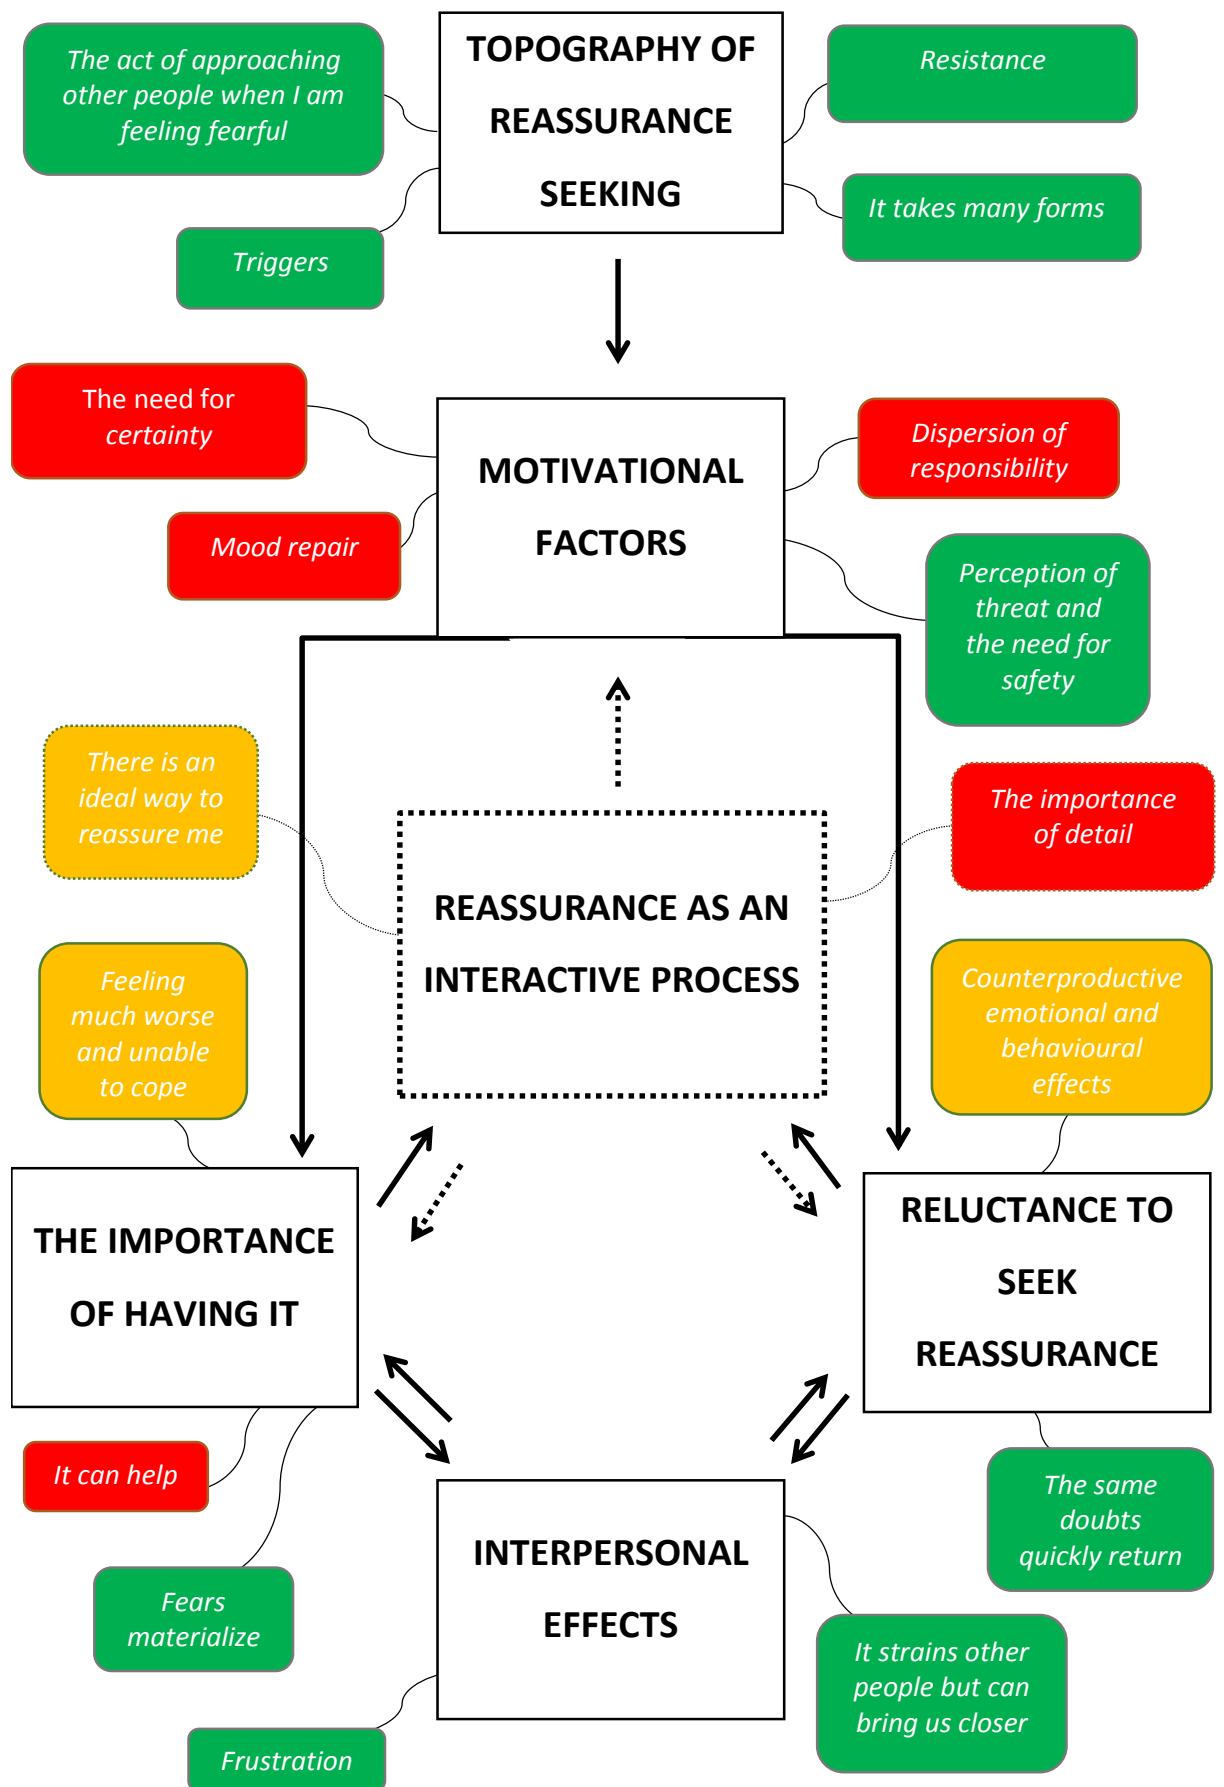 The act of approaching
other people when I am
feeling fearful
TOPOGRAPHY OF
REASSURANCE
SEEKING
Resistance
It takes many forms
Triggers
The need for
certainty
Mood repair
MOTIVATIONAL
FACTORS
Dispersion of
responsibility
Perception of
threat and
the need for
safety
There is an
ideal way to
reassure me
REASSURANCE AS AN
INTERACTIVE PROCESS
The importance
of detail
Feeling
much worse
and unable
to cope
Counterproductive
emotional and
behavioural
effects
THE IMPORTANCE
OF HAVING IT
RELUCTANCE TO
SEEK
REASSURANCE
It can help
Fears
materialize
The same
doubts
quickly return
INTERPERSONAL
EFFECTS
Frustration
It strains other
people but can
bring us closer